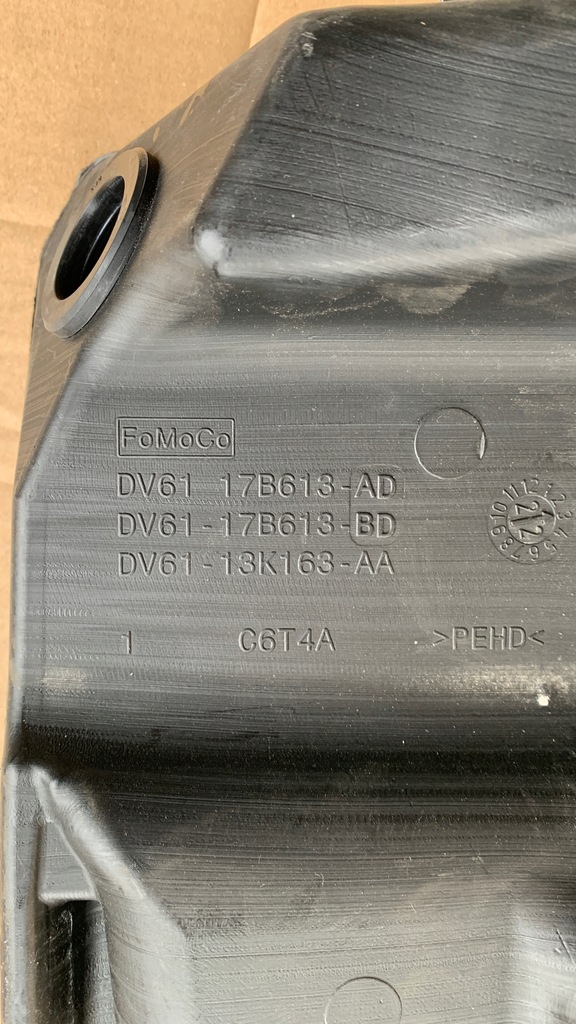 FoMoCo
DV61 17B613-AD
DV61-17B613-BD
DV61-13K163-AA
1 C6T4A >PEHD<